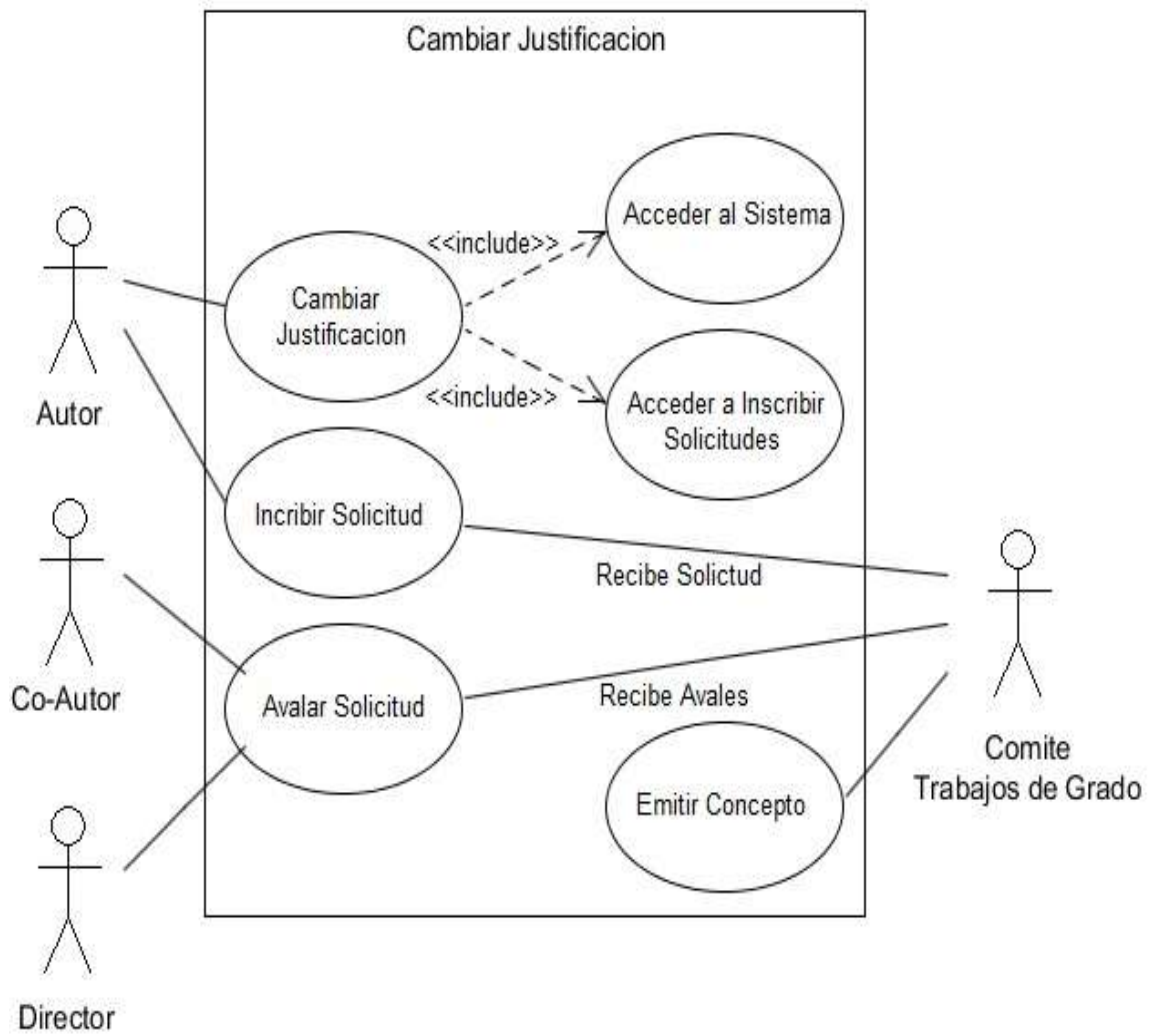 Cambiar Justificacion
Acceder al Sistema
<<include>>
Cambiar
Justificacion
<<include>>
Acceder a Inscribir
Solicitudes
Autor
Incribir Solicitud
Recibe Solictud
Co-Autor
Avalar Solicitud
Recibe Avales
Comite
Trabajos de Grado
Emitir Concepto
Director